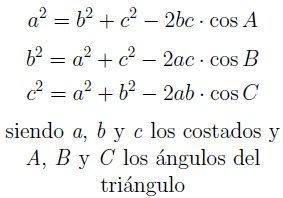 a² = b² + c² − 2bc · cos A
b² = a² + c² − 2ac · cos B
c² = a² + b² − 2ab · cos C
siendo a, b y c los costados y
A, B y C los ángulos del
triángulo